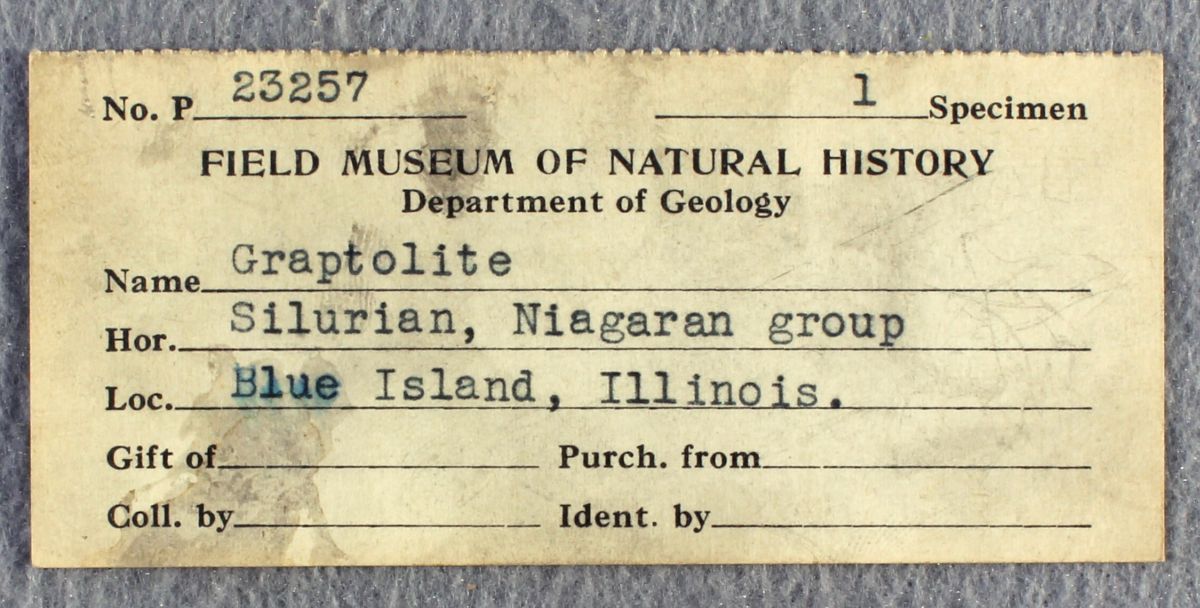 No. P 23257 1 Specimen
FIELD MUSEUM OF NATURAL HISTORY
Department of Geology
Name Graptolite
Hor. Silurian, Niagaran group
Loc. Blue Island, Illinois.
Gift of Purch. from
Coll. by Ident. by